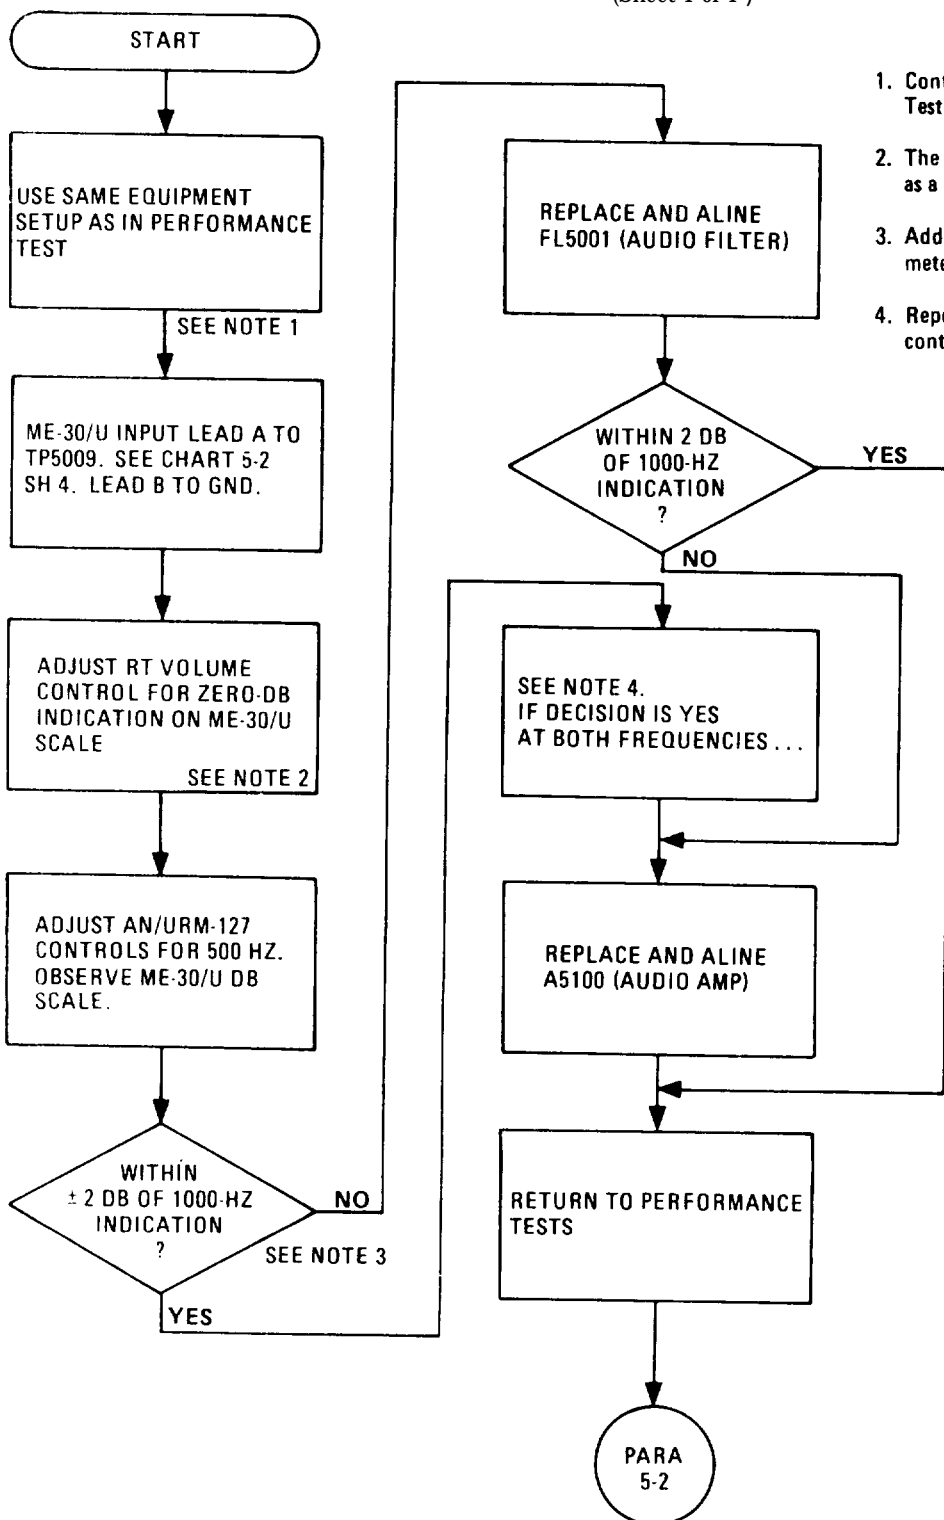 START
USE SAME EQUIPMENT
SETUP AS IN PERFORMANCE
TEST
SEE NOTE 1
ME-30/U INPUT LEAD A TO
TP5009. SEE CHART 5-2
SH 4. LEAD B TO GND.
ADJUST RT VOLUME
CONTROL FOR ZERO-DB
INDICATION ON ME-30/U
SCALE
SEE NOTE 2
ADJUST AN/URM-127
CONTROLS FOR 500 HZ.
OBSERVE ME-30/U DB
SCALE.
WITHIN
± 2 DB OF 1000-HZ
INDICATION
?
NO
SEE NOTE 3
YES
REPLACE AND ALINE
FL5001 (AUDIO FILTER)
WITHIN 2 DB
OF 1000-HZ
INDICATION
?
YES
NO
SEE NOTE 4.
IF DECISION IS YES
AT BOTH FREQUENCIES ...
REPLACE AND ALINE
A5100 (AUDIO AMP)
RETURN TO PERFORMANCE
TESTS
PARA
5-2
1. Cont
Test
2. The
as a
3. Add
mete
4. Repe
cont